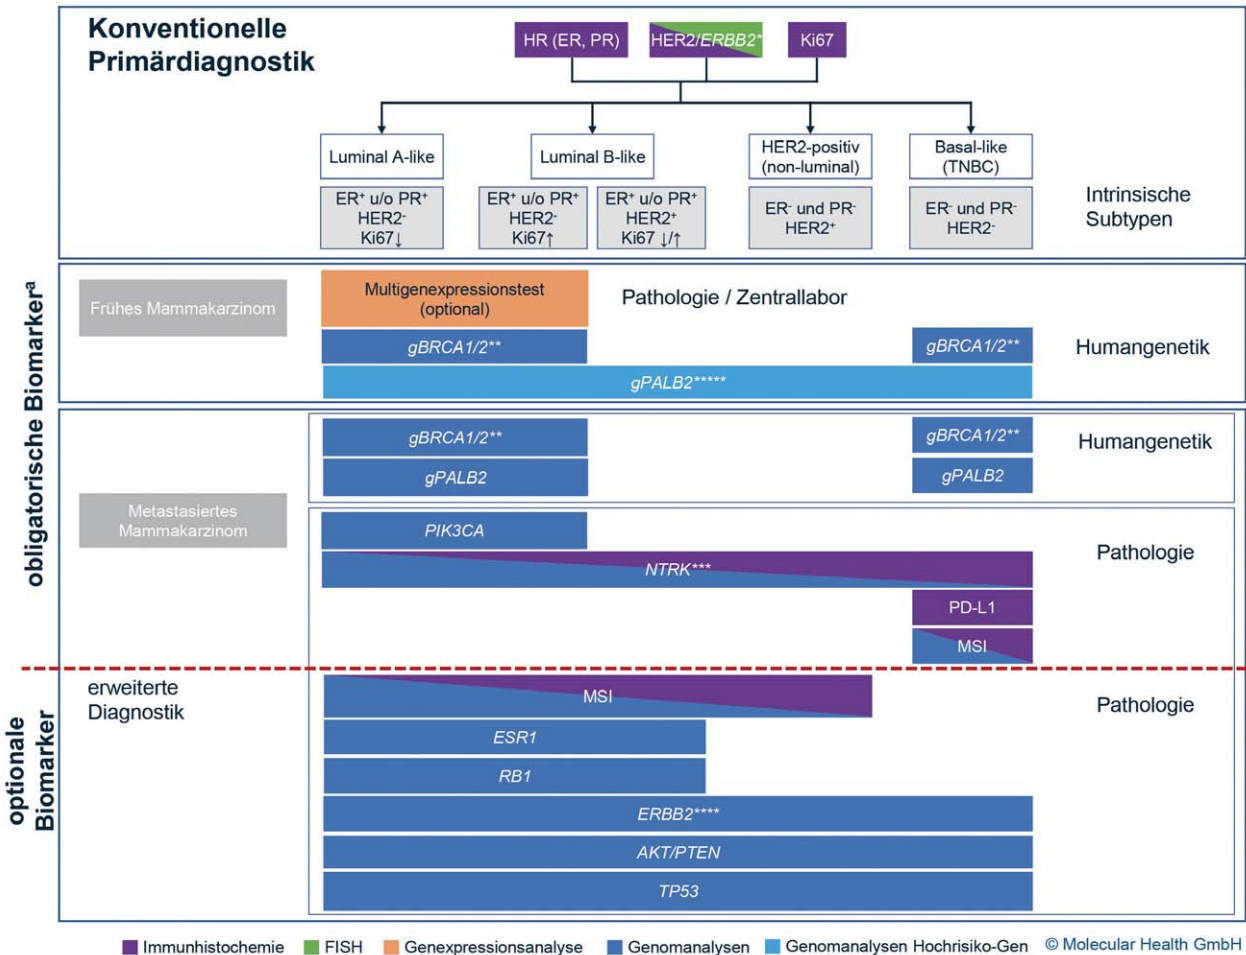 Konventionelle
Primärdiagnostik
HR (ER, PR)
HER2/ERBB2*
Ki67
Luminal A-like
Luminal B-like
HER2-positiv
(non-luminal)
Basal-like
(TNBC)
ER⁺ u/o PR⁺
HER2⁻
Ki67↓
ER⁺ u/o PR⁺
HER2⁻
Ki67↑
ER⁺ u/o PR⁺
HER2⁺
Ki67 ↓/↑
ER⁻ und PR⁻
HER2⁺
ER⁻ und PR⁻
HER2⁻
Intrinsische
Subtypen
obligatorische Biomarkerᵃ
Frühes Mammakarzinom
Multigenexpressionstest
(optional)
Pathologie / Zentrallabor
gBRCA1/2**
gBRCA1/2**
Humangenetik
gPALB2*****
gBRCA1/2**
gBRCA1/2**
Humangenetik
gPALB2
gPALB2
Metastasiertes
Mammakarzinom
PIK3CA
NTRK***
Pathologie
PD-L1
MSI
optionale
Biomarker
erweiterte
Diagnostik
MSI
Pathologie
ESR1
RB1
ERBB2****
AKT/PTEN
TP53
Immunhistochemie
FISH
Genexpressionsanalyse
Genomanalysen
Genomanalysen Hochrisiko-Gen
© Molecular Health GmbH